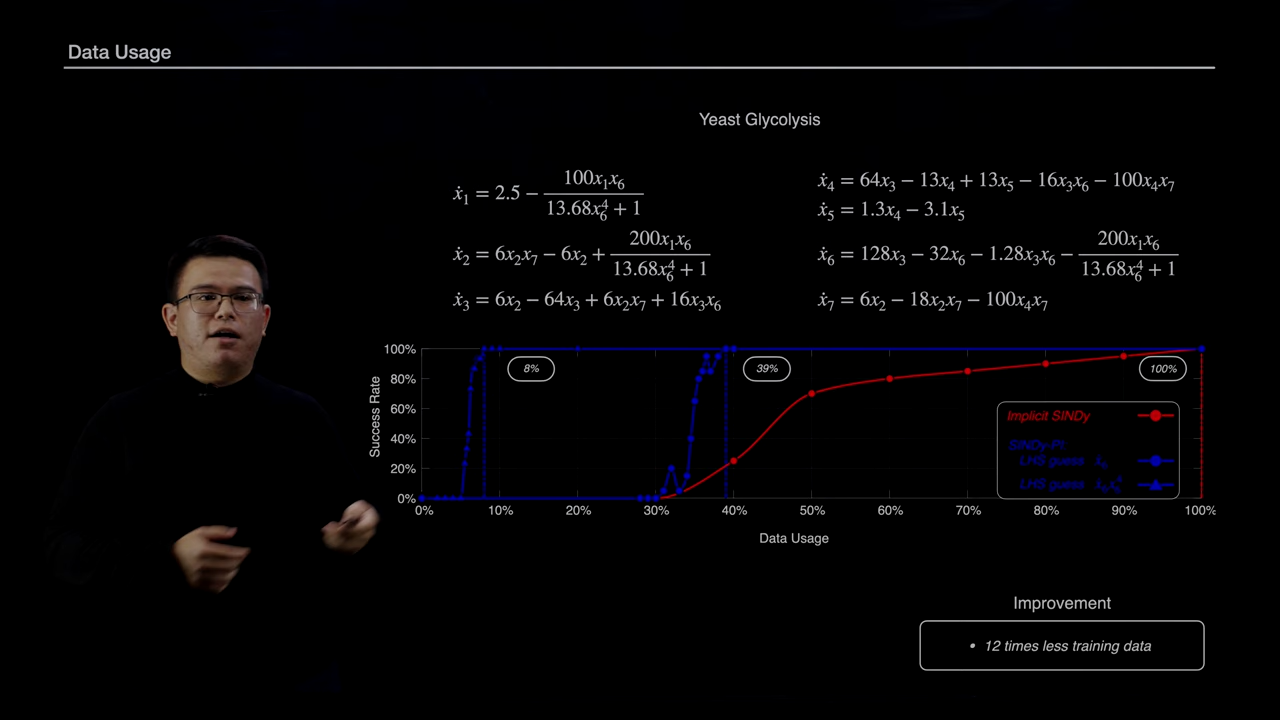 Data Usage
Yeast Glycolysis
ẋ₁ = 2.5 − 100x₁x₆ / (13.68x₆⁴ + 1)
ẋ₂ = 6x₂x₇ − 6x₂ + 200x₁x₆ / (13.68x₆⁴ + 1)
ẋ₃ = 6x₂ − 64x₃ + 6x₂x₇ + 16x₃x₆
ẋ₄ = 64x₃ − 13x₄ + 13x₅ − 16x₃x₆ − 100x₄x₇
ẋ₅ = 1.3x₄ − 3.1x₅
ẋ₆ = 128x₃ − 32x₆ − 1.28x₃x₆ − 200x₁x₆ / (13.68x₆⁴ + 1)
ẋ₇ = 6x₂ − 18x₂x₇ − 100x₄x₇
Success Rate
100%
80%
60%
40%
20%
0%
8%
39%
100%
Implicit SINDy
SINDy-PI:
LHS guess ẋ₆
LHS guess ẋ₆x₆⁴
0% 10% 20% 30% 40% 50% 60% 70% 80% 90% 100%
Data Usage
Improvement
• 12 times less training data